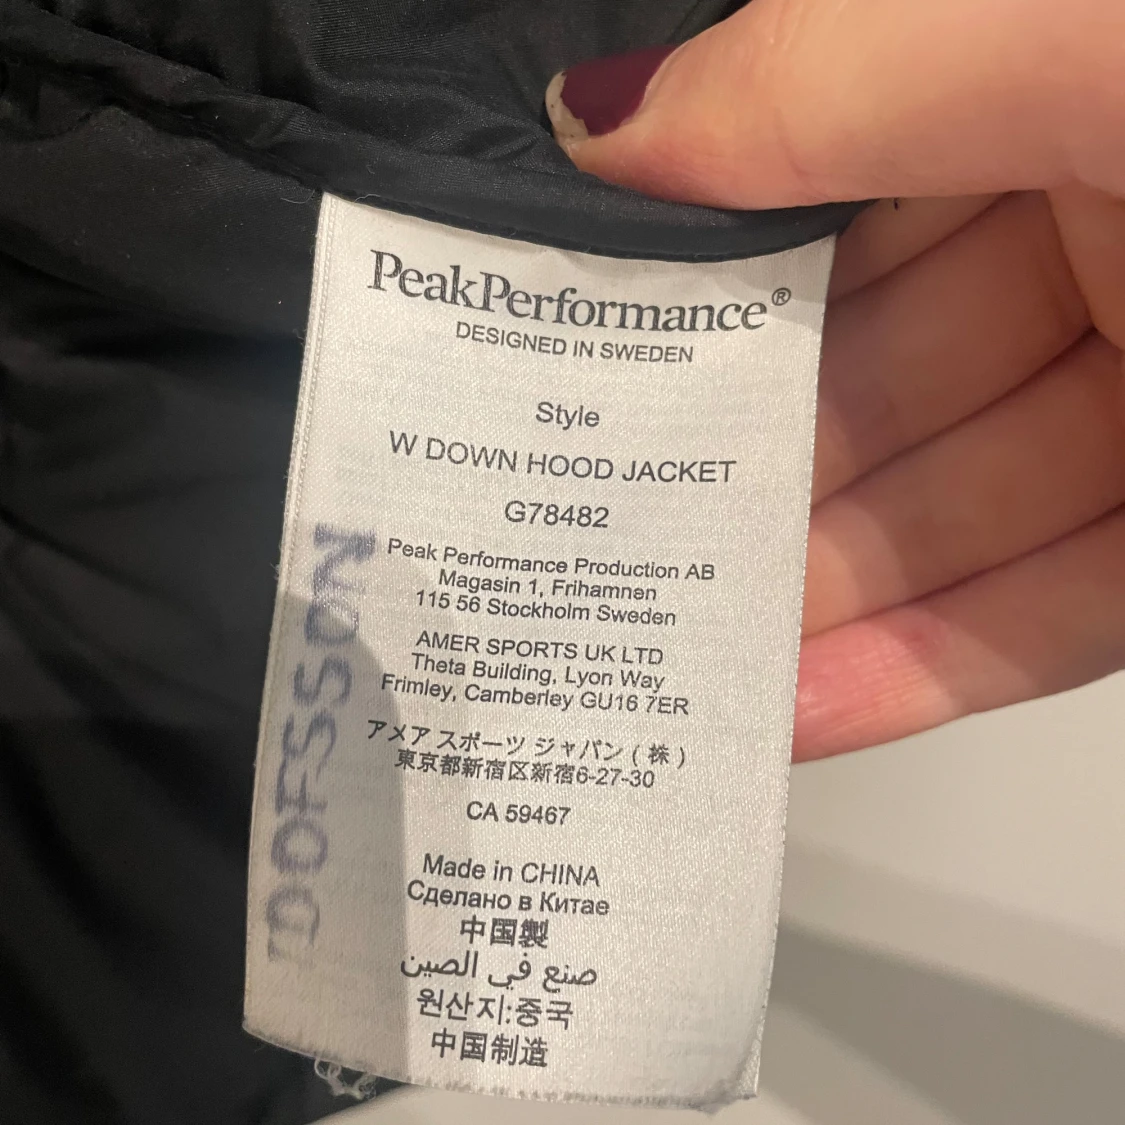 PeakPerformance®
DESIGNED IN SWEDEN
Style
W DOWN HOOD JACKET
G78482
Peak Performance Production AB
Magasin 1, Frihamnen
115 56 Stockholm Sweden
AMER SPORTS UK LTD
Theta Building, Lyon Way
Frimley, Camberley GU16 7ER
アメア スポーツ ジャパン ( 株 )
東京都新宿区新宿6-27-30
CA 59467
Made in CHINA
Сделано в Китае
中国製
صنع في الصين
원산지:중국
中国制造